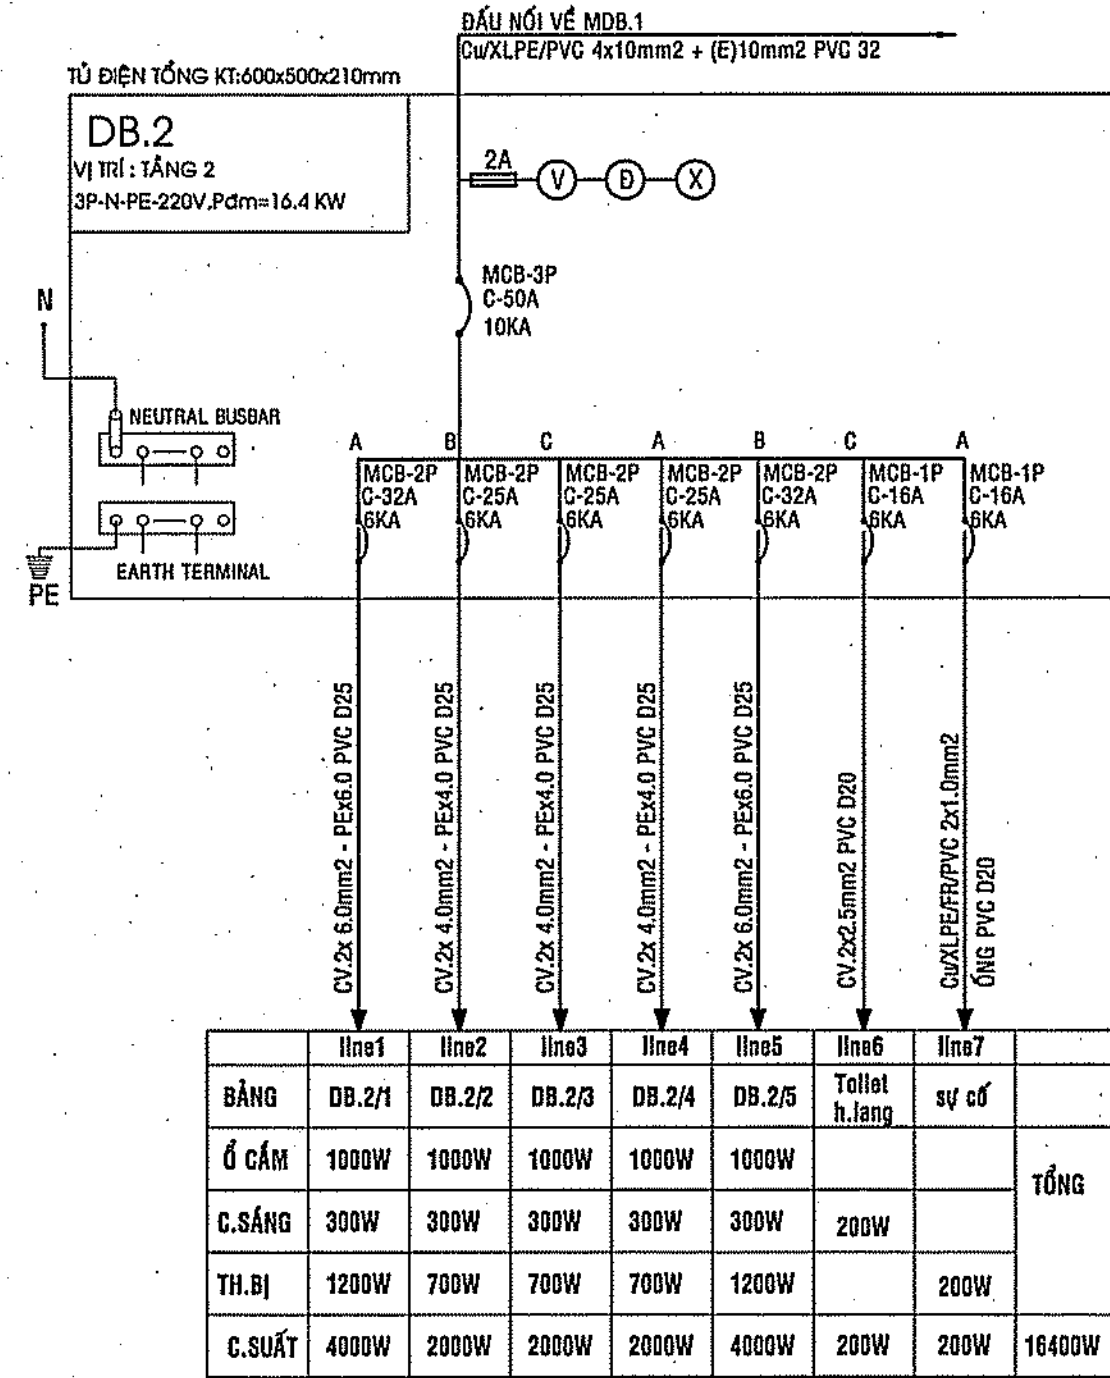 ĐẤU NỐI VỀ MDB.1
Cu/XLPE/PVC 4x10mm2 + (E)10mm2 PVC 32
TỦ ĐIỆN TỔNG KT:600x500x210mm
DB.2
VỊ TRÍ : TẦNG 2
3P-N-PE-220V,Pđm=16.4 KW
2A
V Đ X
MCB-3P
C-50A
10KA
N
NEUTRAL BUSBAR
EARTH TERMINAL
PE
A B C A B C A
MCB-2P MCB-2P MCB-2P MCB-2P MCB-2P MCB-1P MCB-1P
C-32A C-25A C-25A C-25A C-32A C-16A C-16A
6KA 6KA 6KA 6KA 6KA 6KA 6KA
CV.2x 6.0mm2 - PEx6.0 PVC D25
CV.2x 4.0mm2 - PEx4.0 PVC D25
CV.2x 4.0mm2 - PEx4.0 PVC D25
CV.2x 4.0mm2 - PEx4.0 PVC D25
CV.2x 6.0mm2 - PEx6.0 PVC D25
CV.2x2.5mm2 PVC D20
Cu/XLPE/FR/PVC 2x1.0mm2
ỐNG PVC D20
line1 line2 line3 line4 line5 line6 line7
BẢNG DB.2/1 DB.2/2 DB.2/3 DB.2/4 DB.2/5 Toilet h.lang sự cố
Ổ CẮM 1000W 1000W 1000W 1000W 1000W
TỔNG
C.SÁNG 300W 300W 300W 300W 300W 200W
TH.BỊ 1200W 700W 700W 700W 1200W 200W
C.SUẤT 4000W 2000W 2000W 2000W 4000W 200W 200W 16400W